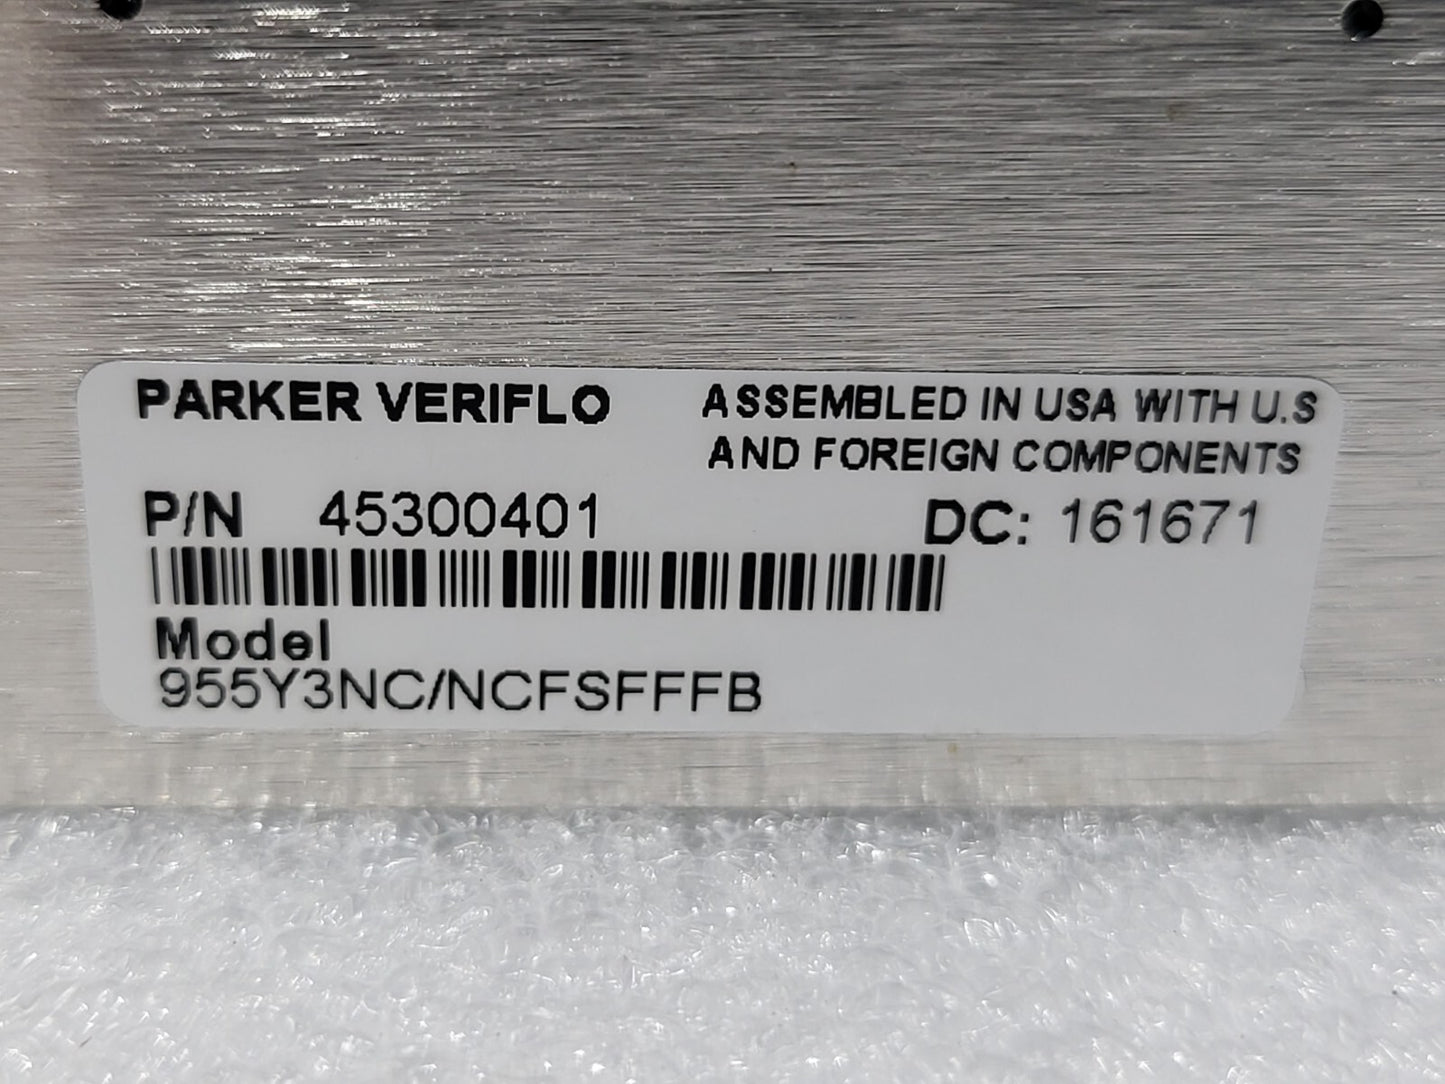 PARKER VERIFLO
ASSEMBLED IN USA WITH U.S
AND FOREIGN COMPONENTS
P/N 45300401
DC: 161671
Model
955Y3NC/NCFSFFFB